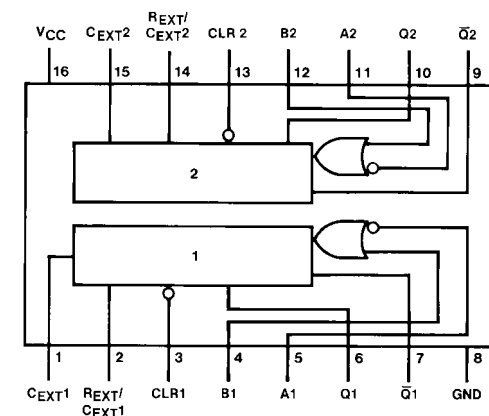 VCC CEXT2 REXT/ CEXT2 CLR 2 B2 A2 Q2 Q̅2
16 15 14 13 12 11 10 9
2
1
1 2 3 4 5 6 7 8
CEXT1 REXT/ CEXT1 CLR1 B1 A1 Q1 Q̅1 GND